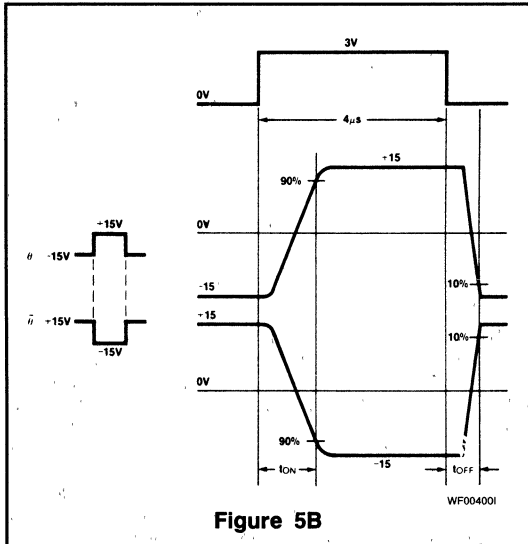 3V
0V
4μs
+15
90%
0V
+15V
θ -15V
10%
-15
+15
θ̄ +15V
10%
-15V
0V
90%
-15
tON
tOFF
WF00400I
Figure 5B